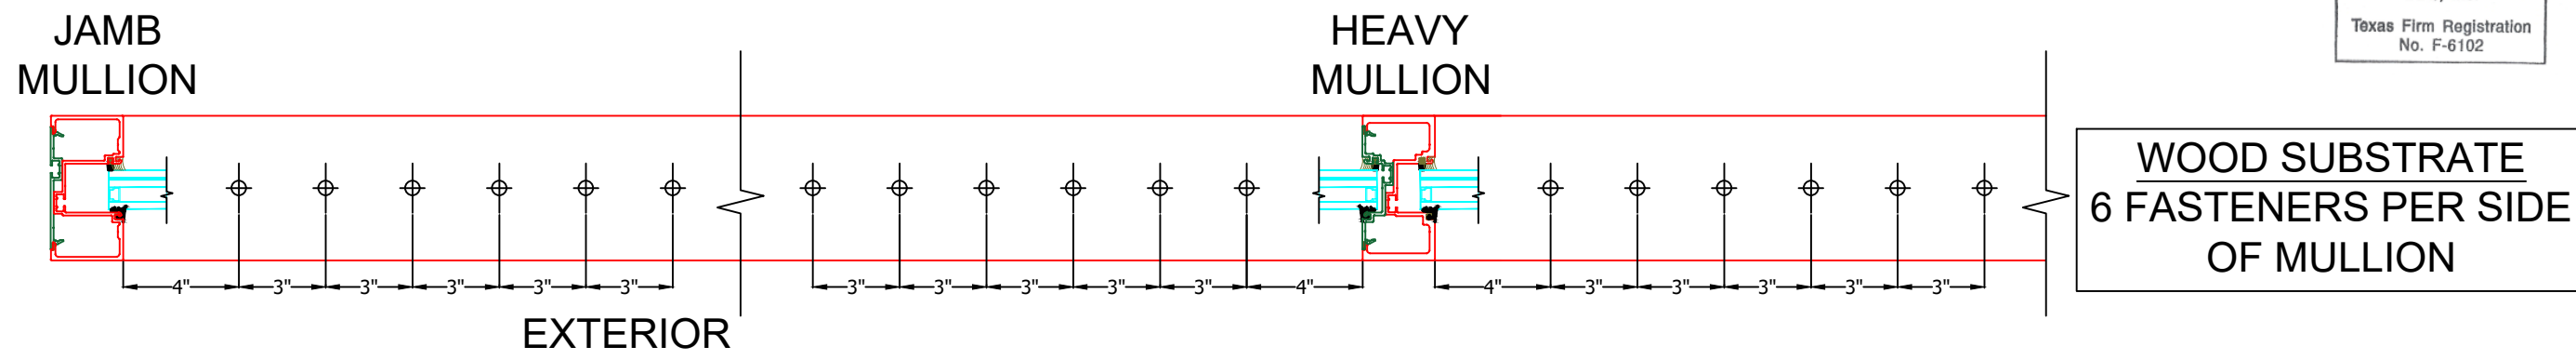 JAMB
MULLION
HEAVY
MULLION
Texas Firm Registration
No. F-6102
WOOD SUBSTRATE
6 FASTENERS PER SIDE
OF MULLION
4" 3" 3" 3" 3" 3" 3" 3" 3" 3" 3" 4" 4" 3" 3" 3" 3" 3"
EXTERIOR